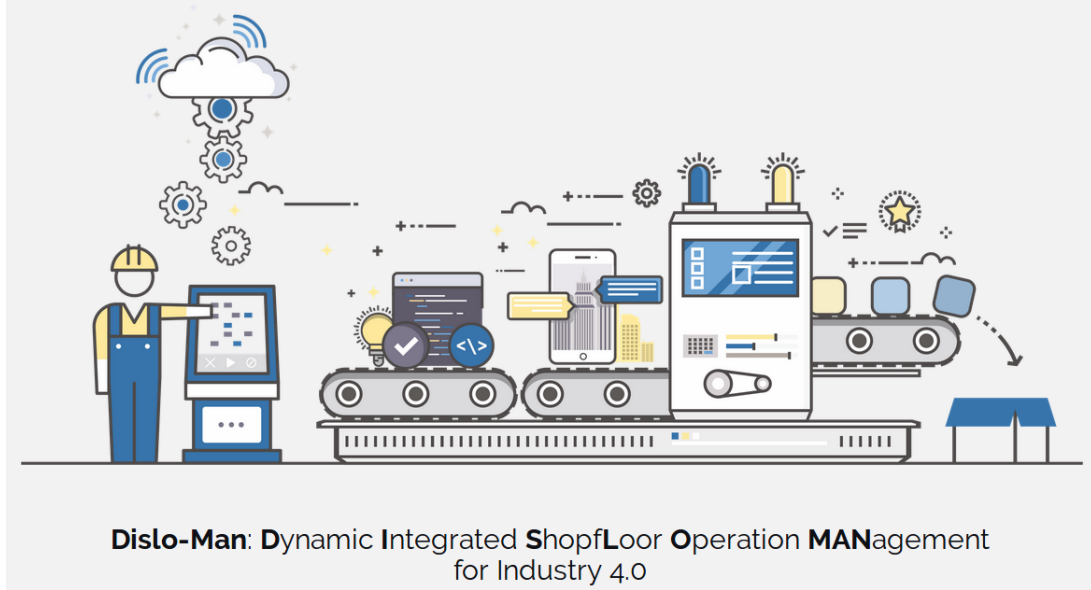 <\>
Dislo-Man: Dynamic Integrated ShopfLoor Operation MANagement
for Industry 4.0